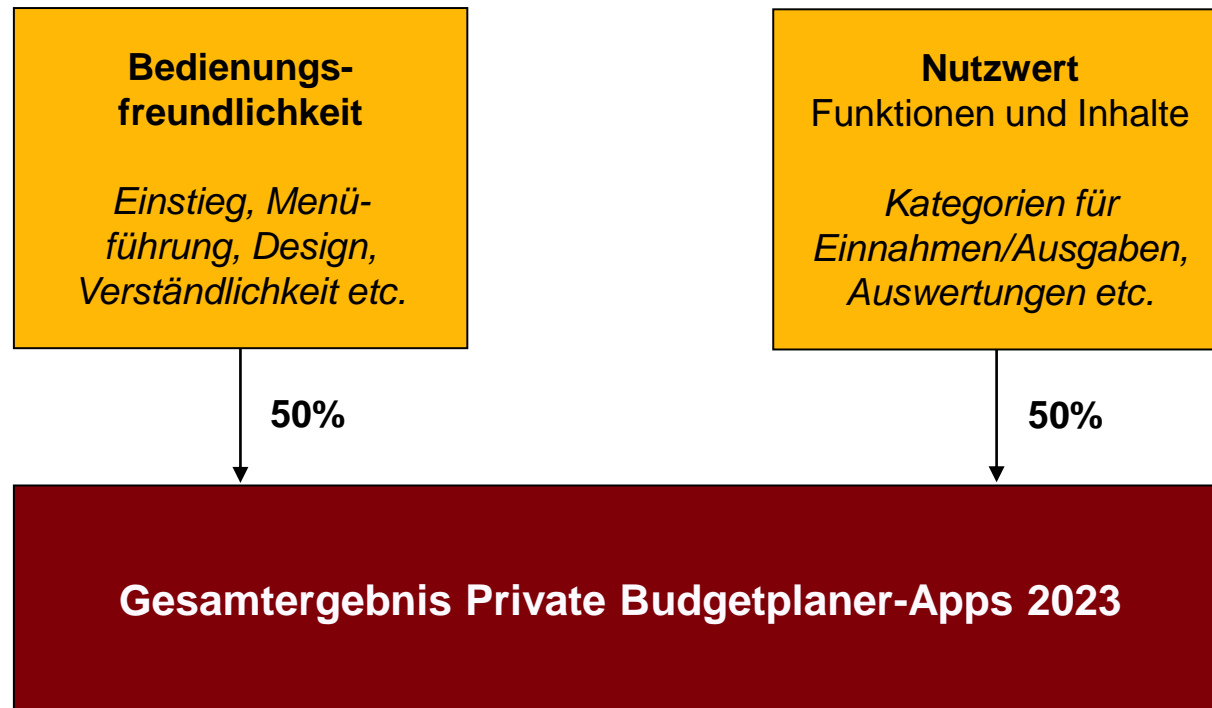 Bedienungs-
freundlichkeit
Einstieg, Menü-
führung, Design,
Verständlichkeit etc.
Nutzwert
Funktionen und Inhalte
Kategorien für
Einnahmen/Ausgaben,
Auswertungen etc.
50%
50%
Gesamtergebnis Private Budgetplaner-Apps 2023